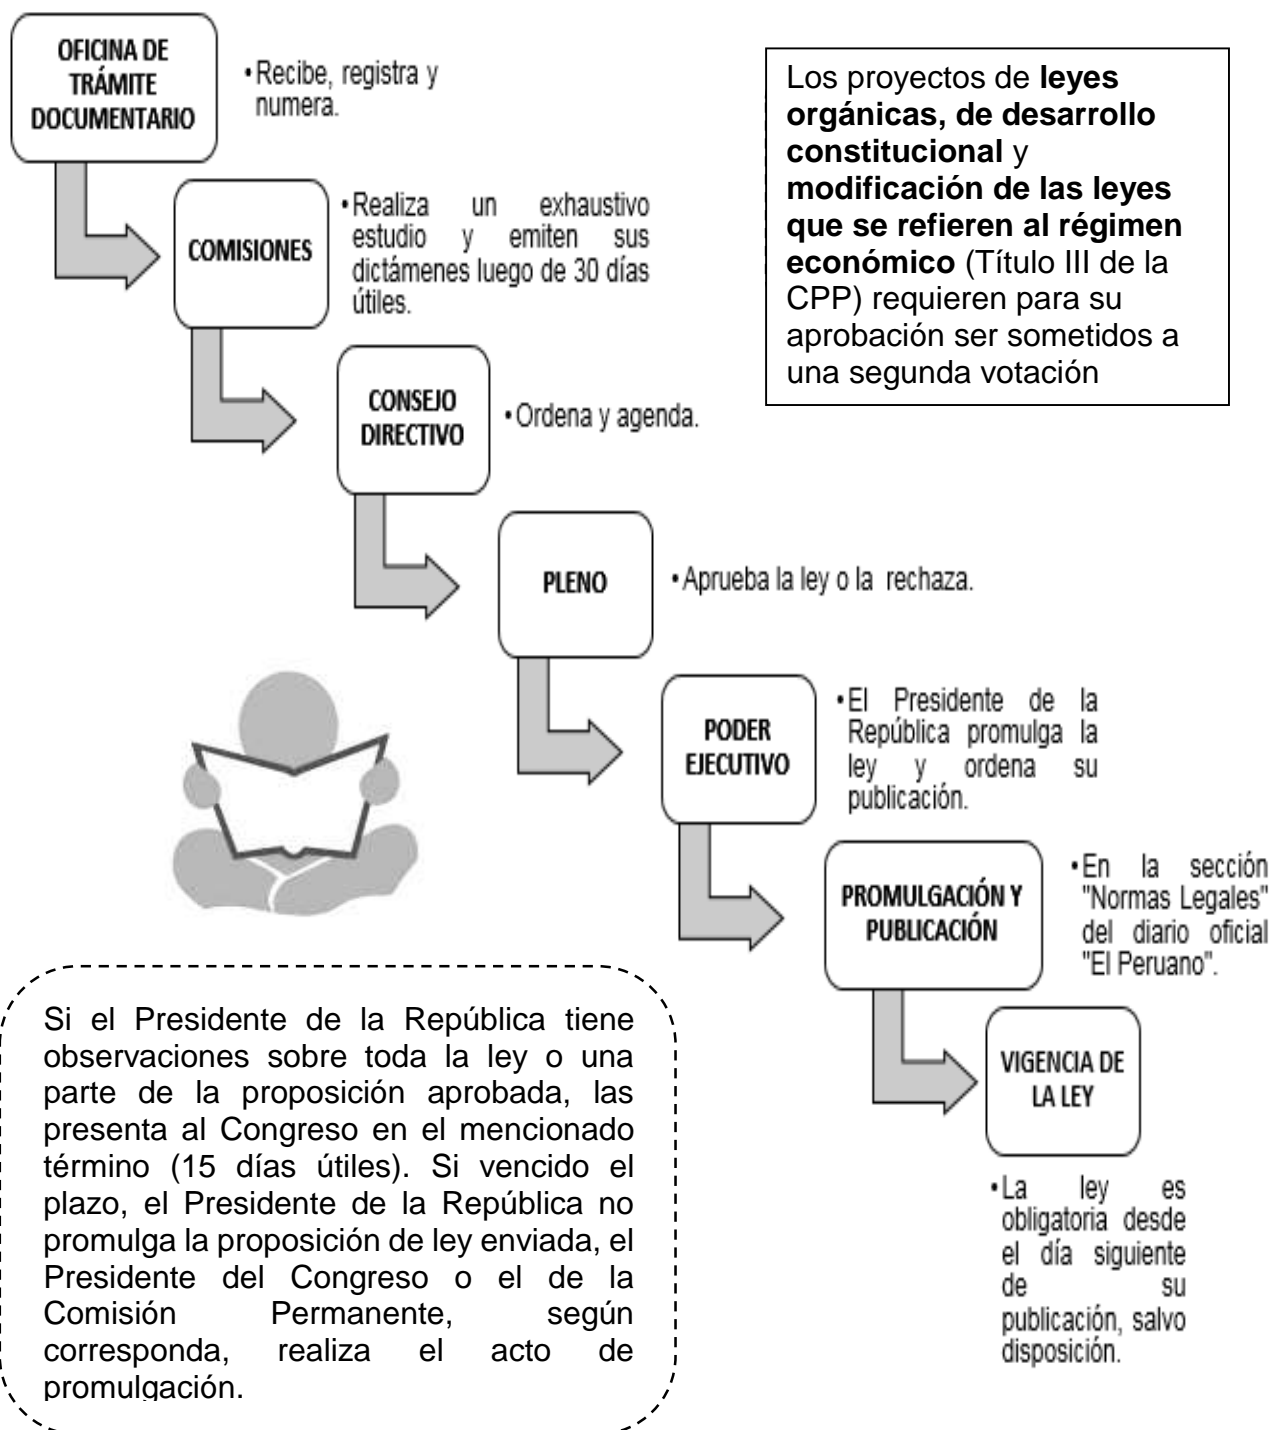 OFICINA DE
TRÁMITE
DOCUMENTARIO
•Recibe, registra y
numera.
Los proyectos de leyes
orgánicas, de desarrollo
constitucional y
modificación de las leyes
que se refieren al régimen
económico (Título III de la
CPP) requieren para su
aprobación ser sometidos a
una segunda votación
COMISIONES
•Realiza un exhaustivo
estudio y emiten sus
dictámenes luego de 30 días
útiles.
CONSEJO
DIRECTIVO
•Ordena y agenda.
PLENO
•Aprueba la ley o la rechaza.
PODER
EJECUTIVO
•El Presidente de la
República promulga la
ley y ordena su
publicación.
PROMULGACIÓN Y
PUBLICACIÓN
•En la sección
"Normas Legales"
del diario oficial
"El Peruano".
VIGENCIA DE
LA LEY
•La ley es
obligatoria desde
el día siguiente
de su
publicación, salvo
disposición.
Si el Presidente de la República tiene
observaciones sobre toda la ley o una
parte de la proposición aprobada, las
presenta al Congreso en el mencionado
término (15 días útiles). Si vencido el
plazo, el Presidente de la República no
promulga la proposición de ley enviada, el
Presidente del Congreso o el de la
Comisión Permanente, según
corresponda, realiza el acto de
promulgación.